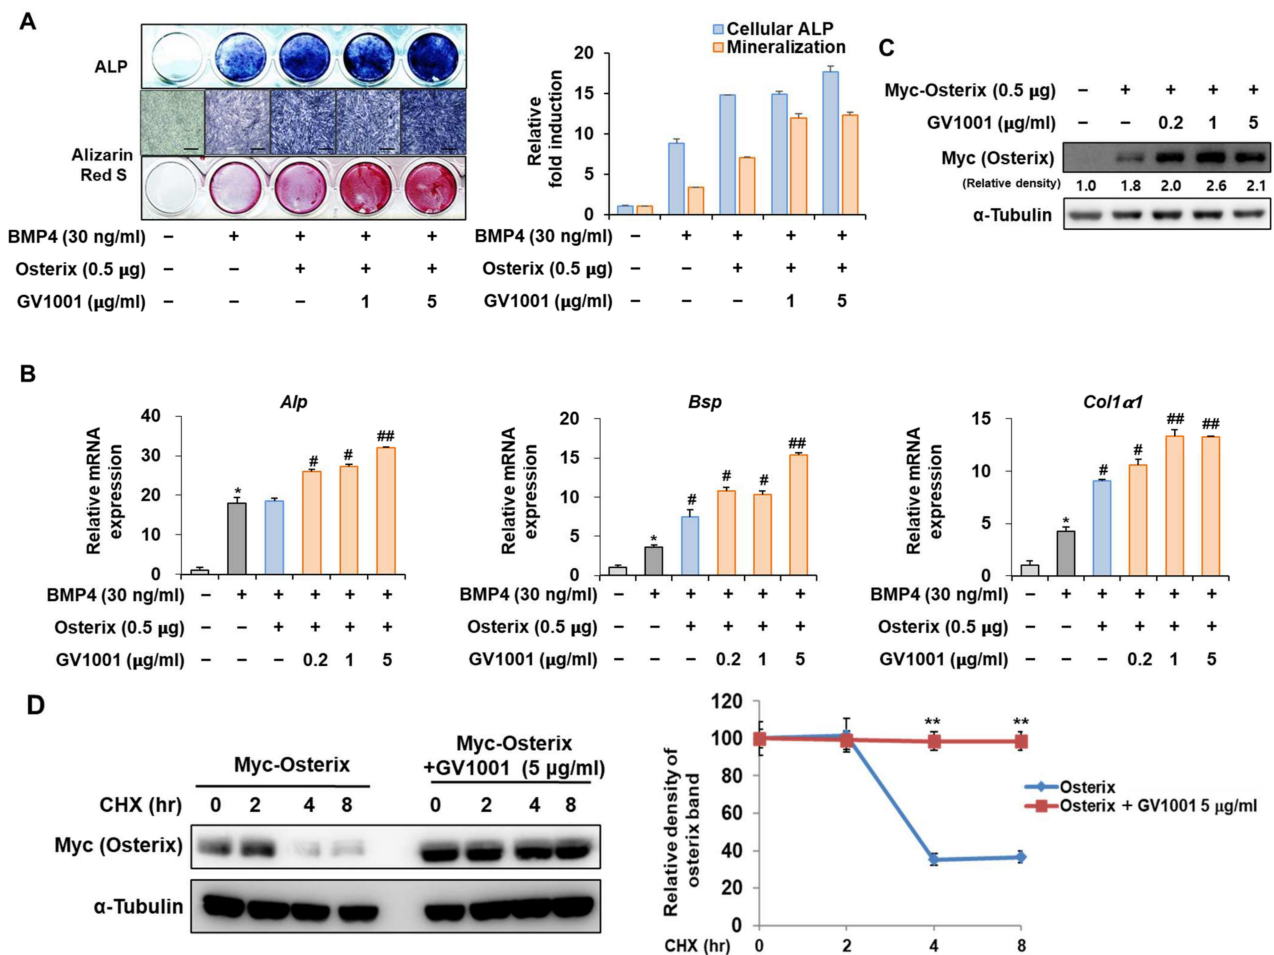 A
ALP
Alizarin
Red S
BMP4 (30 ng/ml) – + + + +
Osterix (0.5 μg) – – + + +
GV1001 (μg/ml) – – – 1 5
Cellular ALP
Mineralization
Relative
fold induction
20
15
10
5
0
BMP4 (30 ng/ml) – + + + +
Osterix (0.5 μg) – – + + +
GV1001 (μg/ml) – – – 1 5
C
Myc-Osterix (0.5 μg) – + + + +
GV1001 (μg/ml) – – 0.2 1 5
Myc (Osterix)
(Relative density) 1.0 1.8 2.0 2.6 2.1
α-Tubulin
B
Alp
Relative mRNA
expression
40
30
20
10
0
* # # ##
BMP4 (30 ng/ml) – + + + + +
Osterix (0.5 μg) – – + + + +
GV1001 (μg/ml) – – – 0.2 1 5
Bsp
Relative mRNA
expression
20
15
10
5
0
* # # # ##
BMP4 (30 ng/ml) – + + + + +
Osterix (0.5 μg) – – + + + +
GV1001 (μg/ml) – – – 0.2 1 5
Col1α1
Relative mRNA
expression
15
10
5
0
* # # ## ##
BMP4 (30 ng/ml) – + + + + +
Osterix (0.5 μg) – – + + + +
GV1001 (μg/ml) – – – 0.2 1 5
D
Myc-Osterix
Myc-Osterix
+GV1001 (5 μg/ml)
CHX (hr) 0 2 4 8 0 2 4 8
Myc (Osterix)
α-Tubulin
Relative density of
osterix band
120
100
80
60
40
20
0
** **
Osterix
Osterix + GV1001 5 μg/ml
CHX (hr) 0 2 4 8